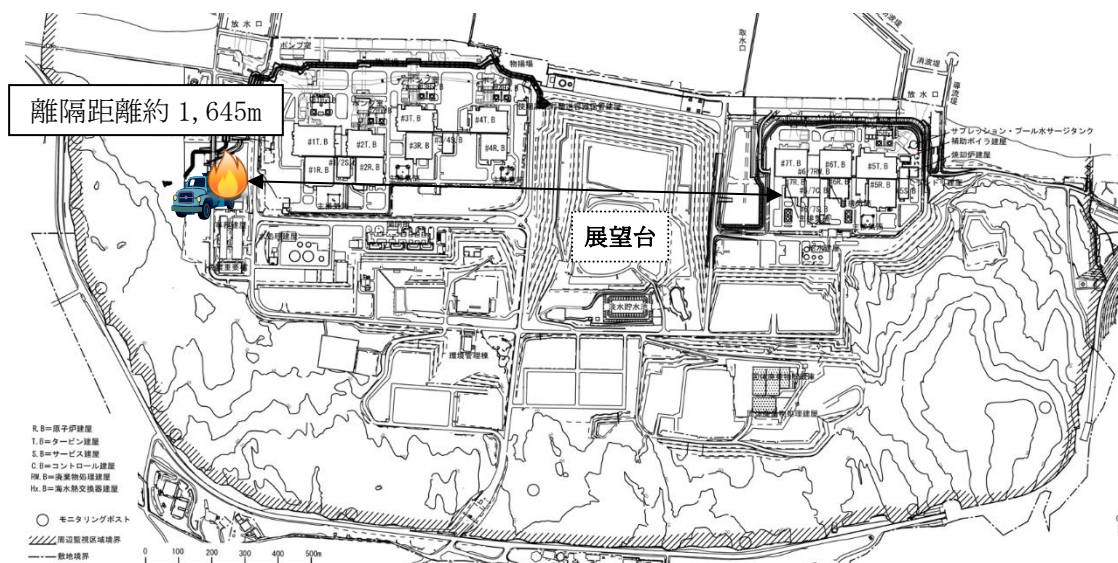 放水口
ポンプ室
物揚場
取水口
消波堤
導流堤
放水口
離隔距離約 1,645m
サプレッション・プール水サージタンク
補助ボイラ建屋
焼却炉建屋
#1T.B
#2T.B
#3T.B
#4T.B
#1R.B
#2R.B
#3R.B
#4R.B
#7T.B
#6T.B
#5T.B
#5R.B
展望台
淡水貯水池
環境管理棟
R.B=原子炉建屋
T.B=タービン建屋
S.B=サービス建屋
C.B=コントロール建屋
RW.B=廃棄物処理建屋
Hx.B=海水熱交換器建屋
モニタリングポスト
周辺監視区域境界
敷地境界
0 100 200 300 400 500m